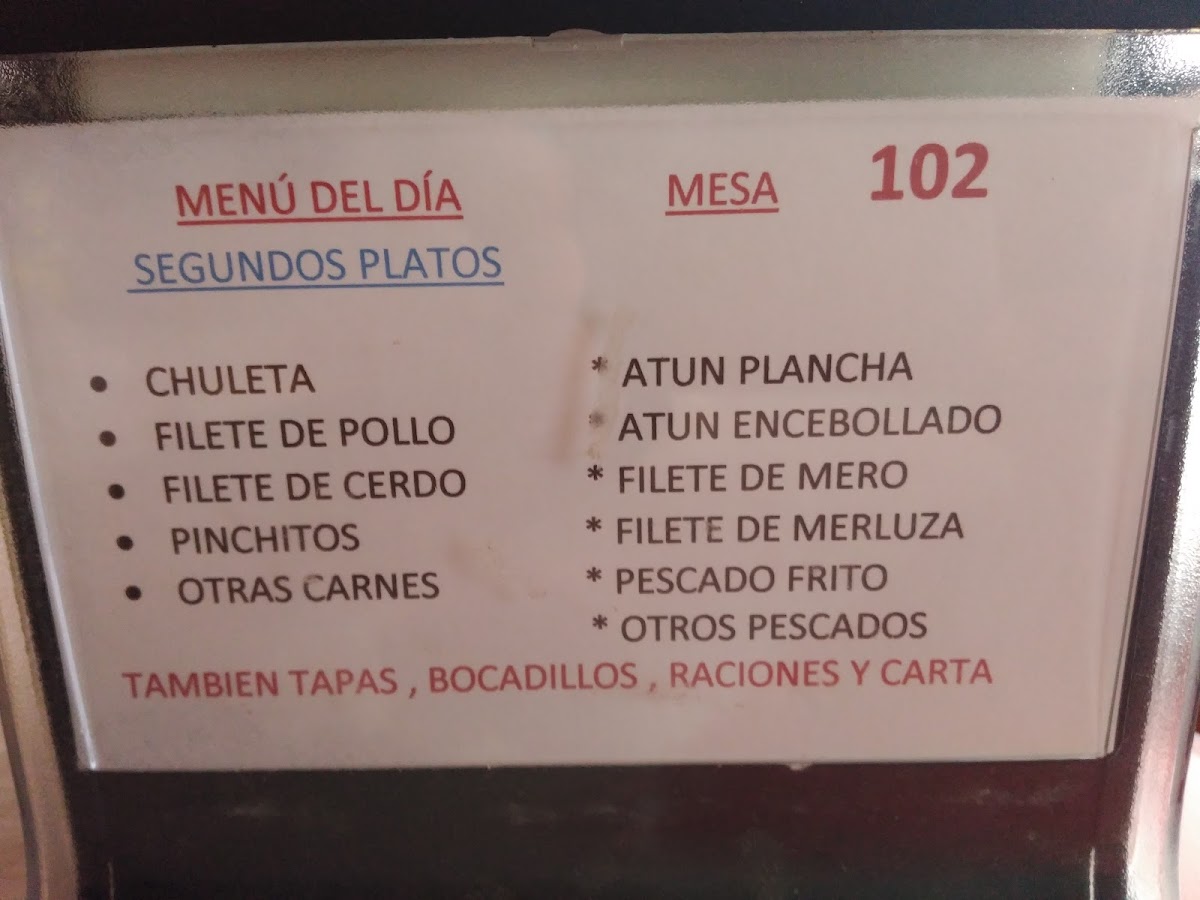 MENÚ DEL DÍA MESA 102
SEGUNDOS PLATOS
• CHULETA
• FILETE DE POLLO
• FILETE DE CERDO
• PINCHITOS
• OTRAS CARNES
* ATUN PLANCHA
* ATUN ENCEBOLLADO
* FILETE DE MERO
* FILETE DE MERLUZA
* PESCADO FRITO
* OTROS PESCADOS
TAMBIEN TAPAS , BOCADILLOS , RACIONES Y CARTA